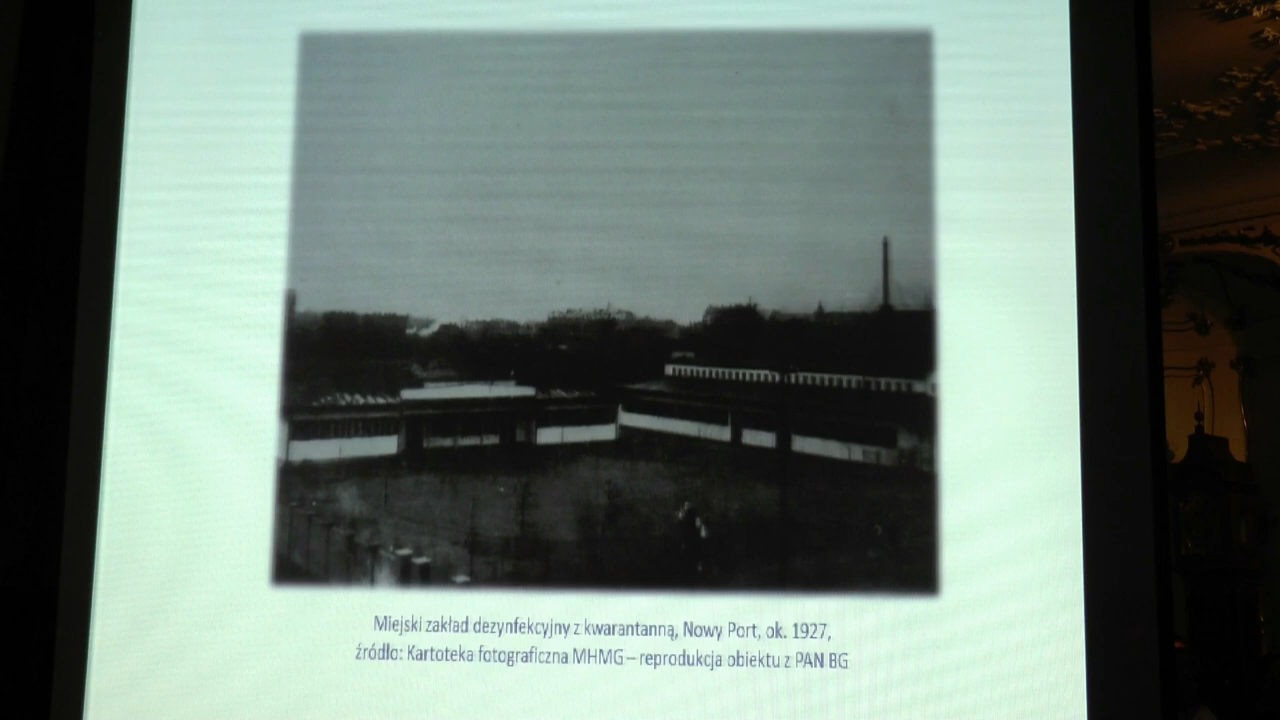 Miejski zakład dezynfekcyjny z kwarantanną, Nowy Port, ok. 1927,
źródło: Kartoteka fotograficzna MHMG – reprodukcja obiektu z PAN BG